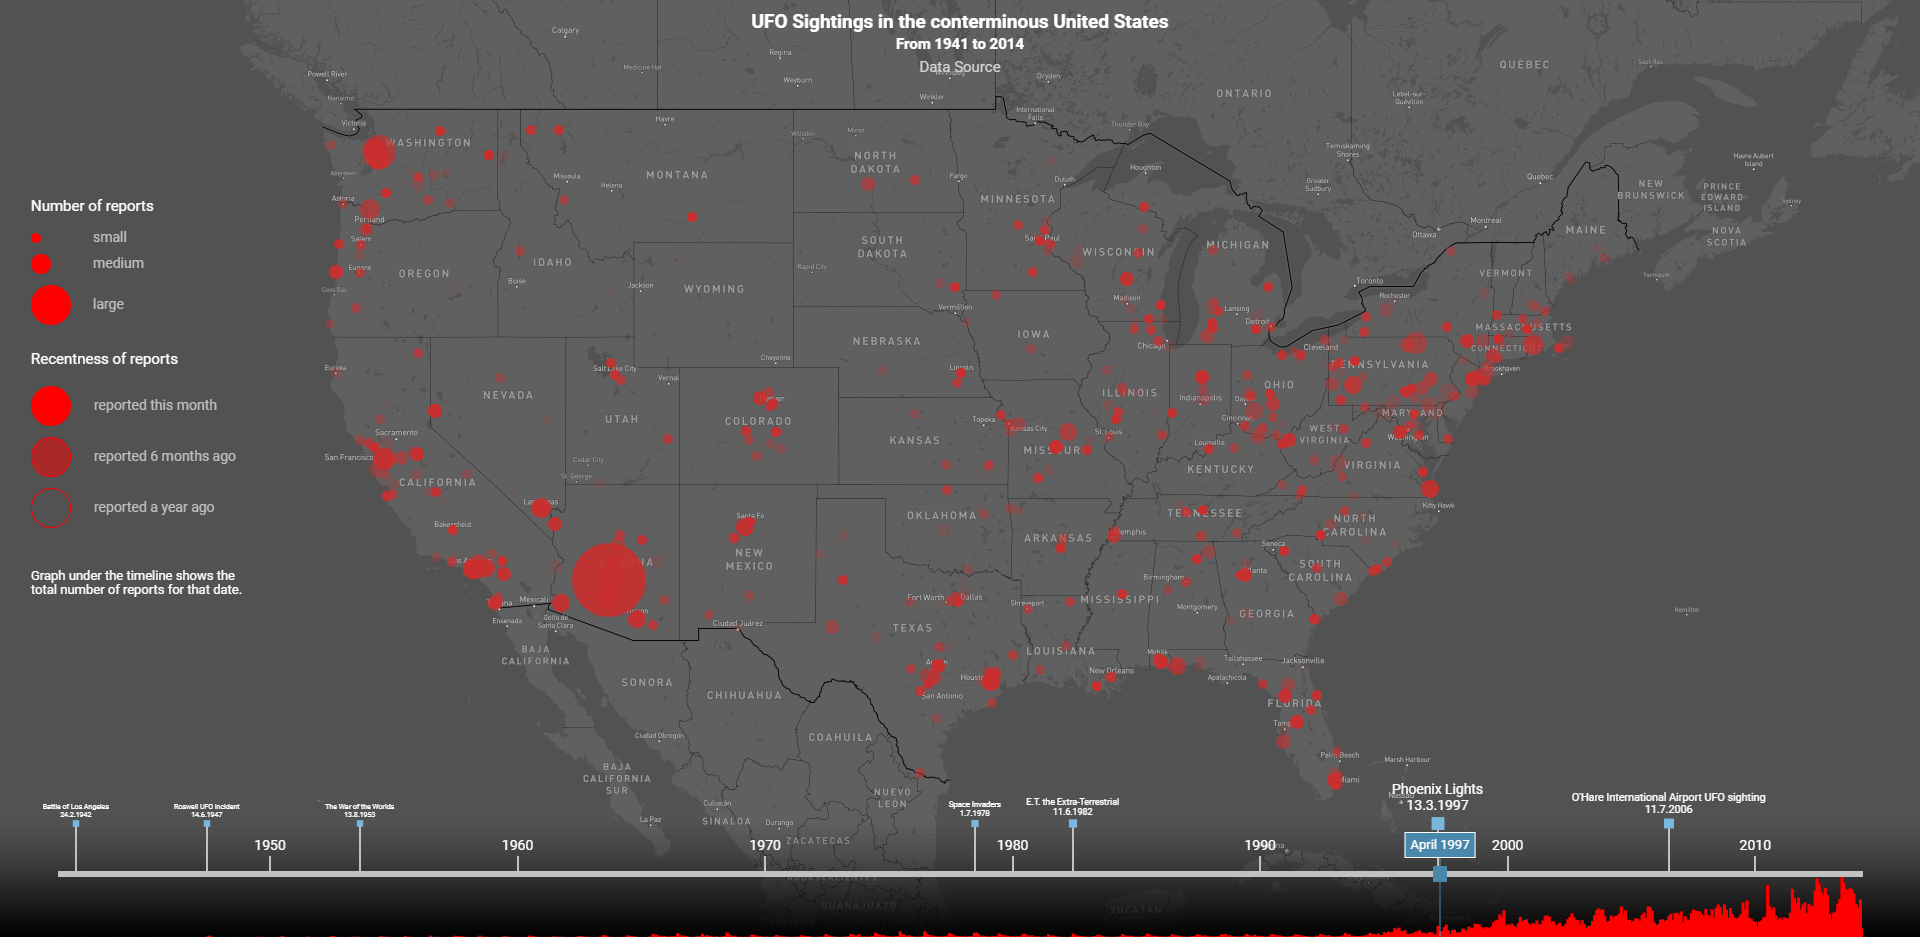 UFO Sightings in the conterminous United States
From 1941 to 2014
Data Source
Number of reports
small
medium
large
Recentness of reports
reported this month
reported 6 months ago
reported a year ago
Graph under the timeline shows the
total number of reports for that date.
Calgary
Regina
Medicine Hat
Weyburn
Winnipeg
Winkler
Dryden
International
Falls
Thunder Bay
ONTARIO
QUÉBEC
Sept-Îles
Lebel-sur-
Quévillon
Temiskaming
Shores
Greater
Sudbury
Québec
Havre Aubert
Island
NEW
BRUNSWICK
PRINCE
EDWARD
ISLAND
Sydney
NOVA
SCOTIA
Yarmouth
Powell River
Nanaimo
Victoria
WASHINGTON
Aberdeen
Astoria
Portland
Salem
Eugene
Coos Bay
OREGON
Eureka
Havre
Missoula
Helena
MONTANA
IDAHO
Boise
Jackson
WYOMING
Williston
Minot
NORTH
DAKOTA
Fargo
SOUTH
DAKOTA
Rapid City
Vermillion
Duluth
MINNESOTA
Saint Paul
Houghton
WISCONSIN
Madison
MICHIGAN
Lansing
Detroit
Chicago
Ottawa
Montreal
Toronto
Rochester
MAINE
VERMONT
MASSACHUSETTS
CONNECTICUT
Brookhaven
Cleveland
PENNSYLVANIA
OHIO
Indianapolis
ILLINOIS
IOWA
NEBRASKA
Lincoln
Cheyenne
Salt Lake City
Vernal
NEVADA
UTAH
COLORADO
Denver
Sacramento
San Francisco
CALIFORNIA
Cedar City
St. George
KANSAS
Topeka
Kansas City
MISSOURI
St. Louis
Louisville
KENTUCKY
WEST
VIRGINIA
VIRGINIA
MARYLAND
Washington
Kitty Hawk
Las Vegas
Bakersfield
Los Angeles
Tijuana
Mexicali
Ensenada
Golfo de
Santa Clara
ARIZONA
Tucson
Santa Fe
NEW
MEXICO
OKLAHOMA
ARKANSAS
Memphis
TENNESSEE
NORTH
CAROLINA
Seneca
SOUTH
CAROLINA
Atlanta
Birmingham
Montgomery
MISSISSIPPI
GEORGIA
Fort Worth
Dallas
Shreveport
TEXAS
LOUISIANA
Austin
San Antonio
Houston
New Orleans
Mobile
Tallahassee
Apalachicola
Jacksonville
FLORIDA
Tampa
Palm Beach
Miami
Marsh Harbour
Nassau
Hamilton
Ciudad Juárez
BAJA
CALIFORNIA
SONORA
CHIHUAHUA
Ciudad Obregón
COAHUILA
BAJA
CALIFORNIA
SUR
NUEVO
LEÓN
Culiacán
SINALOA
La Paz
Durango
ZACATECAS
AGUASCALIENTES
GUANAJUATO
JALISCO
YUCATÁN
Battle of Los Angeles
24.2.1942
Roswell UFO Incident
14.6.1947
The War of the Worlds
13.8.1953
Space Invaders
1.7.1978
E.T. the Extra-Terrestrial
11.6.1982
Phoenix Lights
13.3.1997
O'Hare International Airport UFO sighting
11.7.2006
1950
1960
1970
1980
1990
April 1997
2000
2010